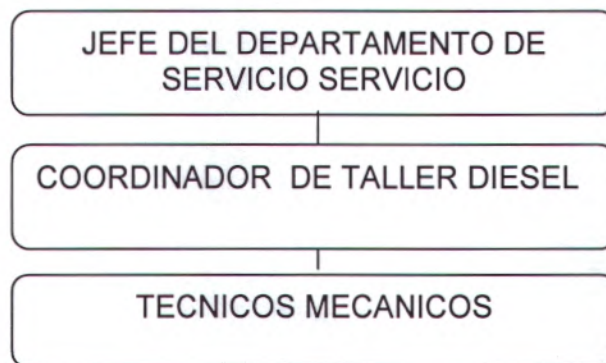 JEFE DEL DEPARTAMENTO DE
SERVICIO SERVICIO
COORDINADOR DE TALLER DIESEL
TECNICOS MECANICOS